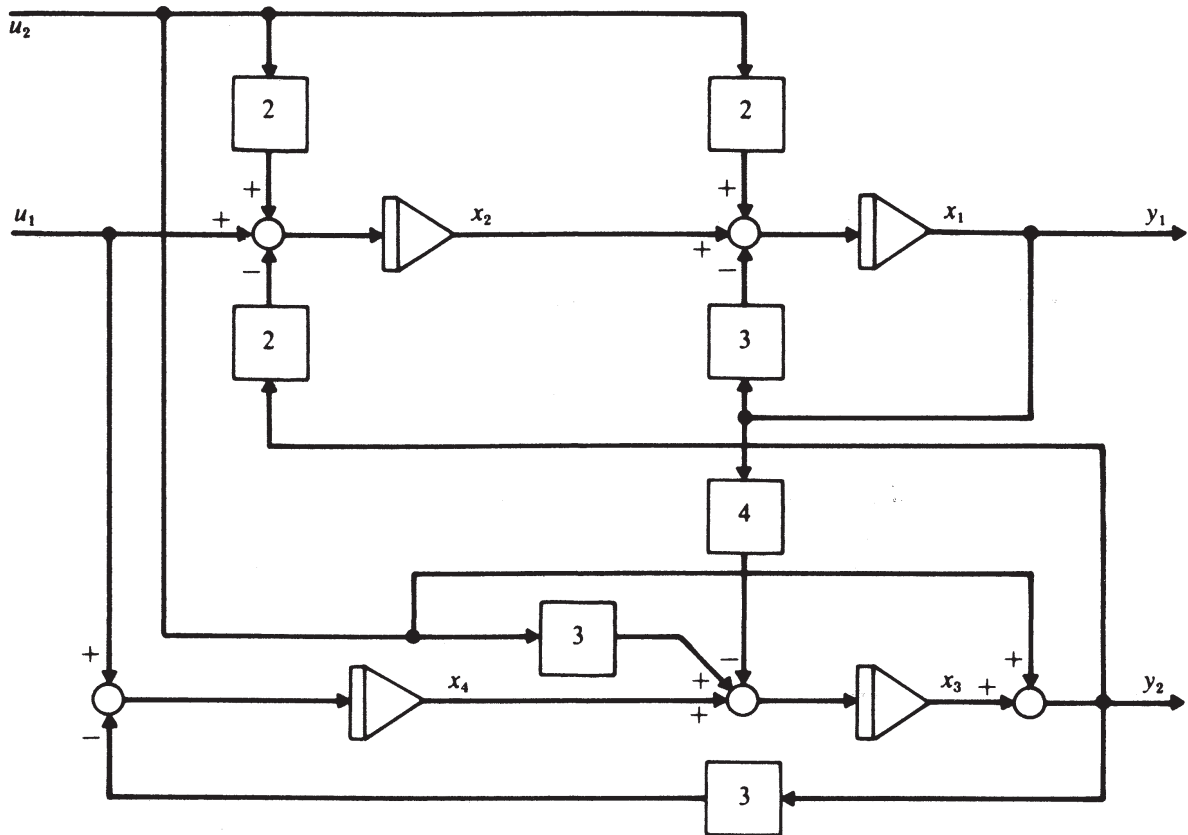 u₂
2
2
+
+
u₁
+
x₂
+
x₁
y₁
−
−
2
3
4
3
+
−
+
x₄
+
+
x₃
+
y₂
−
3